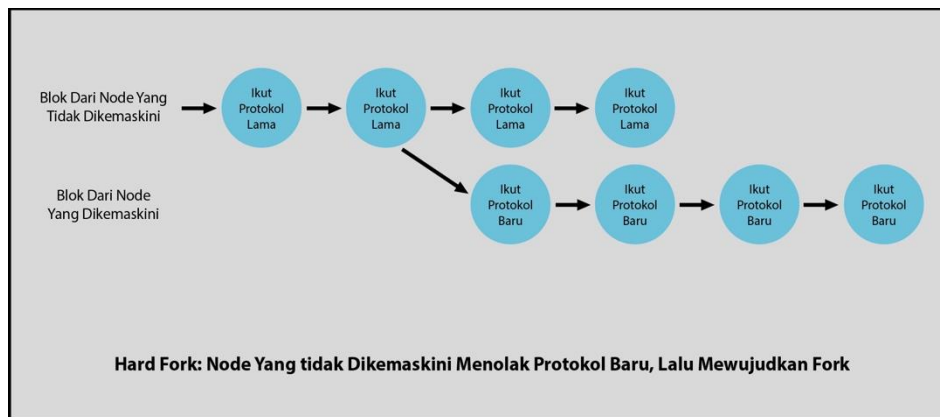 Blok Dari Node Yang
Tidak Dikemaskini
Ikut
Protokol
Lama
Ikut
Protokol
Lama
Ikut
Protokol
Lama
Ikut
Protokol
Lama
Blok Dari Node
Yang Dikemaskini
Ikut
Protokol
Baru
Ikut
Protokol
Baru
Ikut
Protokol
Baru
Ikut
Protokol
Baru
Hard Fork: Node Yang tidak Dikemaskini Menolak Protokol Baru, Lalu Mewujudkan Fork